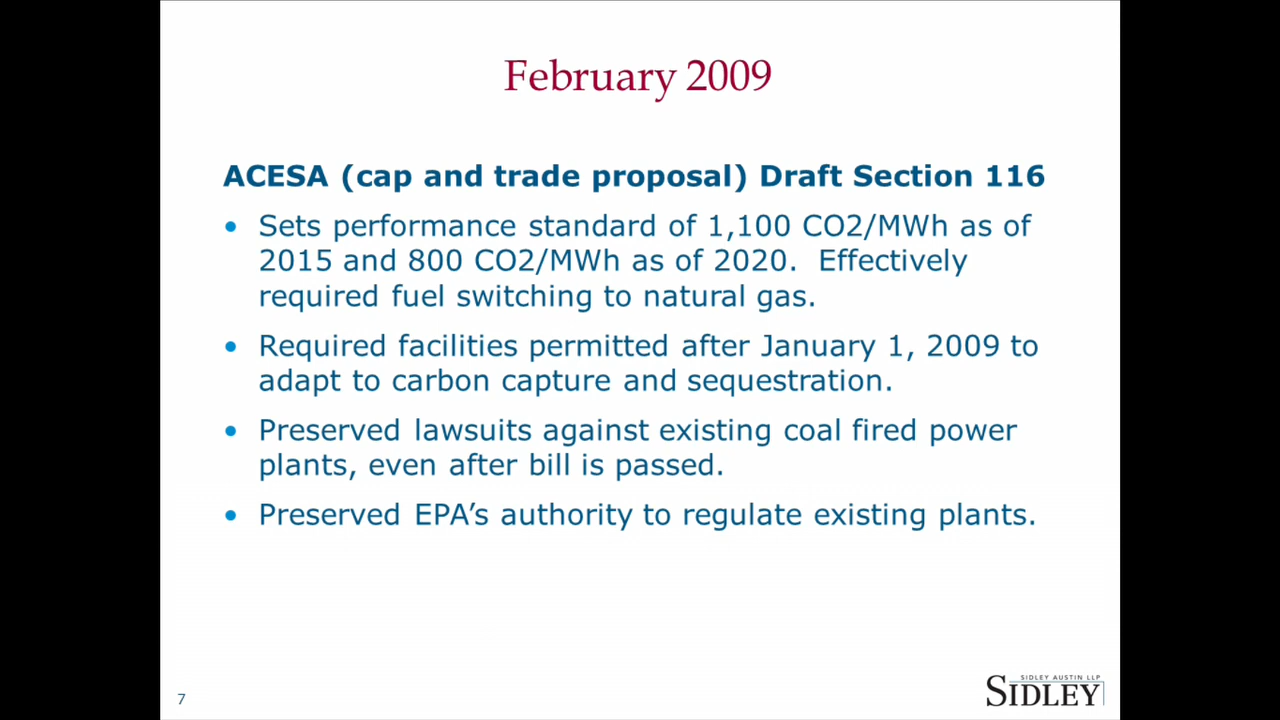 February 2009
ACESA (cap and trade proposal) Draft Section 116
• Sets performance standard of 1,100 CO2/MWh as of
2015 and 800 CO2/MWh as of 2020.  Effectively
required fuel switching to natural gas.
• Required facilities permitted after January 1, 2009 to
adapt to carbon capture and sequestration.
• Preserved lawsuits against existing coal fired power
plants, even after bill is passed.
• Preserved EPA’s authority to regulate existing plants.
7
SIDLEY AUSTIN LLP
SIDLEY